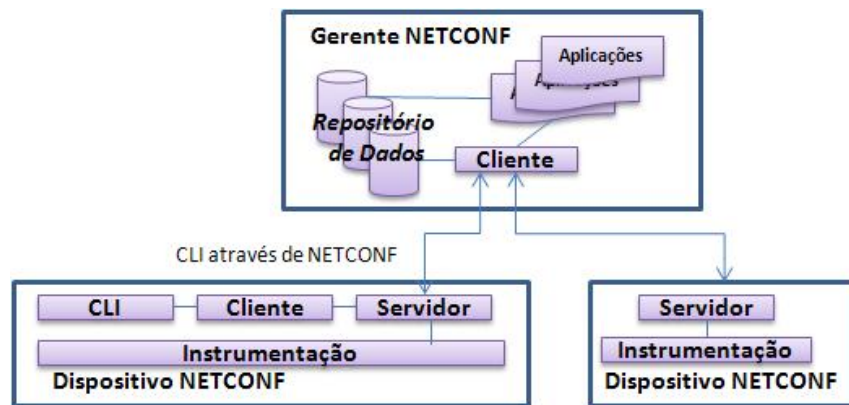 Gerente NETCONF
Aplicações
Aplicações
A
Repositório
de Dados
Cliente
CLI através de NETCONF
CLI
Cliente
Servidor
Instrumentação
Dispositivo NETCONF
Servidor
Instrumentação
Dispositivo NETCONF